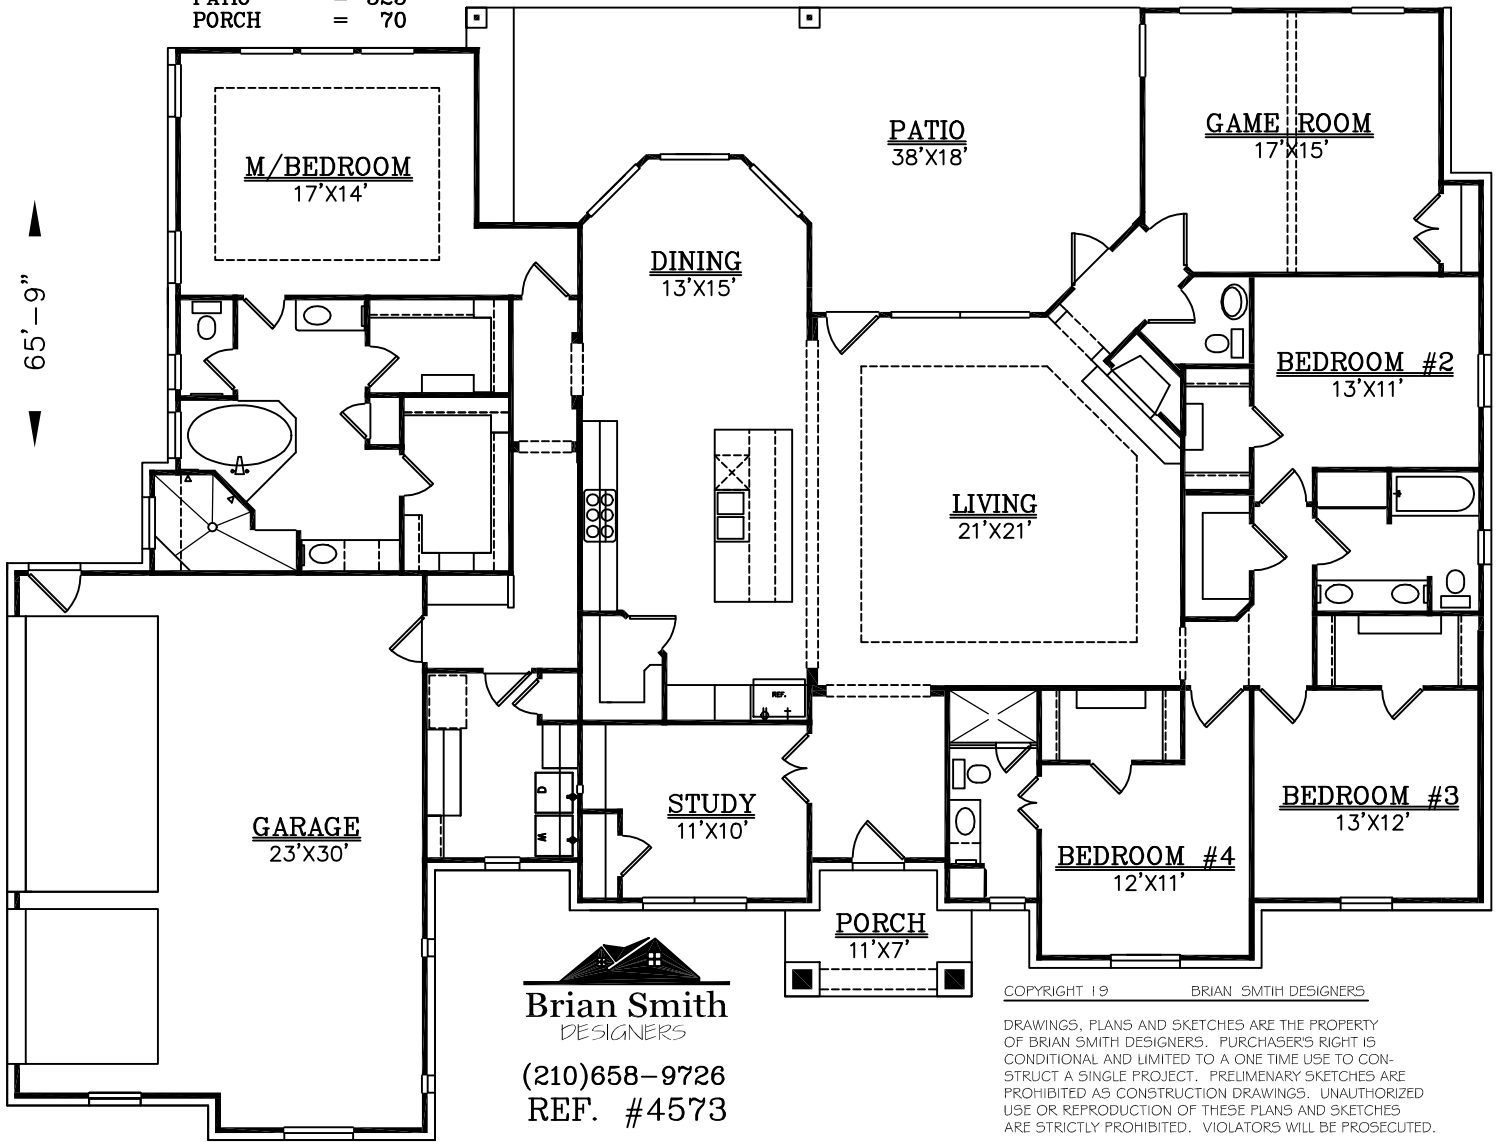 PATIO = 525
PORCH = 70
65'-9"
M/BEDROOM
17'X14'
PATIO
38'X18'
GAME ROOM
17'X15'
DINING
13'X15'
BEDROOM #2
13'X11'
LIVING
21'X21'
REF.
STUDY
11'X10'
D
W
GARAGE
23'X30'
BEDROOM #3
13'X12'
BEDROOM #4
12'X11'
PORCH
11'X7'
Brian Smith
DESIGNERS
(210)658-9726
REF. #4573
COPYRIGHT 19 BRIAN SMTIH DESIGNERS
DRAWINGS, PLANS AND SKETCHES ARE THE PROPERTY
OF BRIAN SMITH DESIGNERS. PURCHASER'S RIGHT IS
CONDITIONAL AND LIMITED TO A ONE TIME USE TO CON-
STRUCT A SINGLE PROJECT. PRELIMENARY SKETCHES ARE
PROHIBITED AS CONSTRUCTION DRAWINGS. UNAUTHORIZED
USE OR REPRODUCTION OF THESE PLANS AND SKETCHES
ARE STRICTLY PROHIBITED. VIOLATORS WILL BE PROSECUTED.